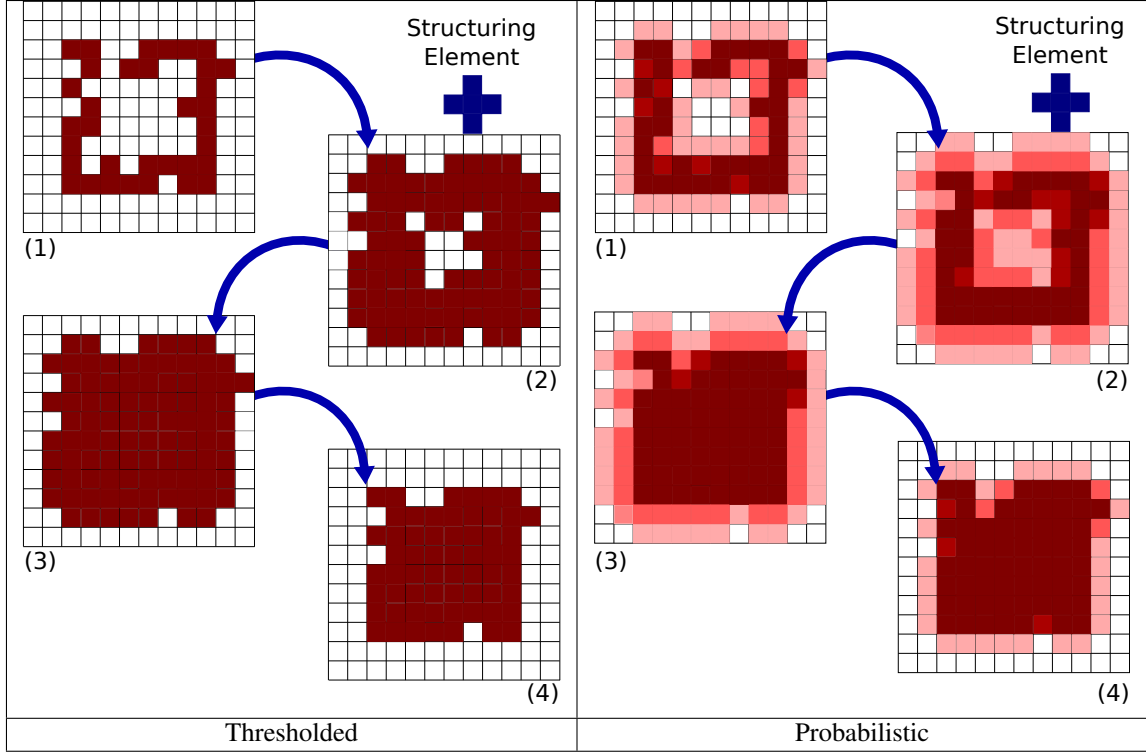 Structuring
Element
(1)
(2)
(3)
(4)
Thresholded
Structuring
Element
(1)
(2)
(3)
(4)
Probabilistic